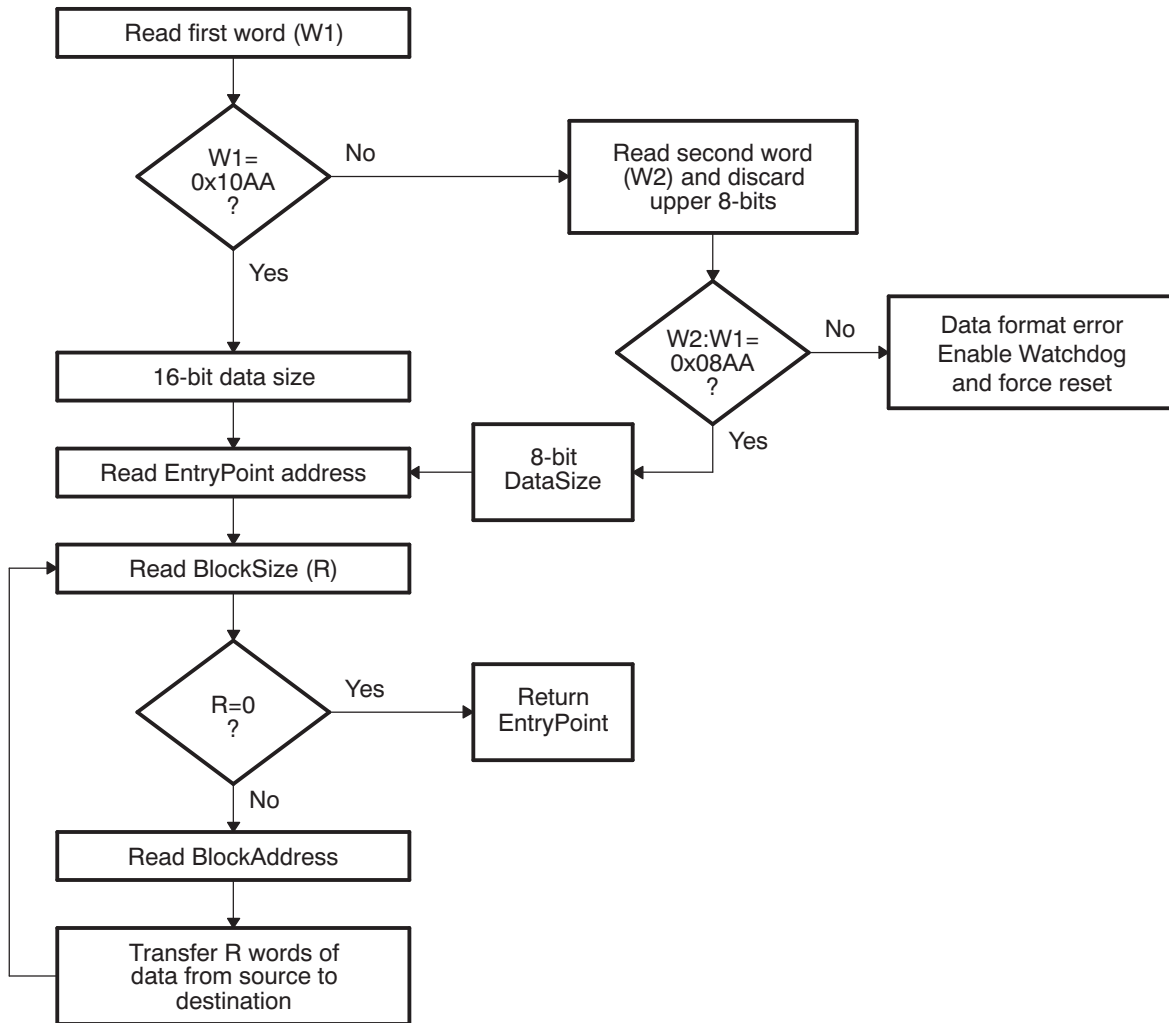 Read first word (W1)
W1=
0x10AA
?
No
Read second word
(W2) and discard
upper 8-bits
Yes
W2:W1=
0x08AA
?
No
Data format error
Enable Watchdog
and force reset
Yes
16-bit data size
8-bit
DataSize
Read EntryPoint address
Read BlockSize (R)
R=0
?
Yes
Return
EntryPoint
No
Read BlockAddress
Transfer R words of
data from source to
destination